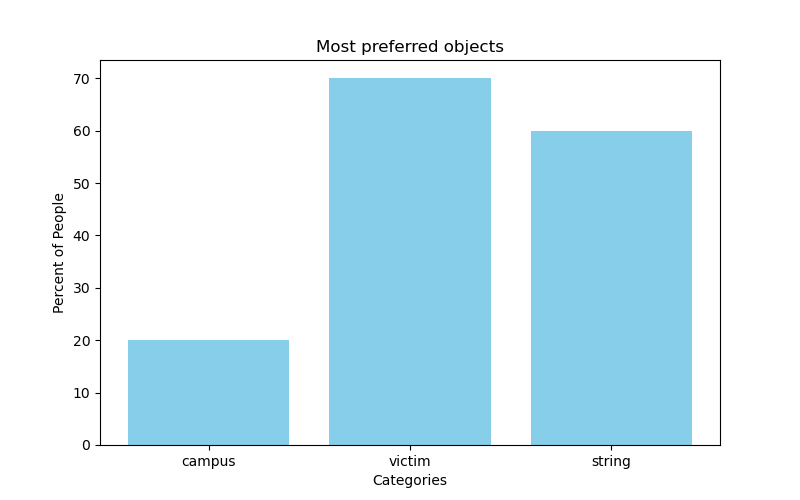 Most preferred objects
Percent of People
70
60
50
40
30
20
10
0
campus victim string
Categories